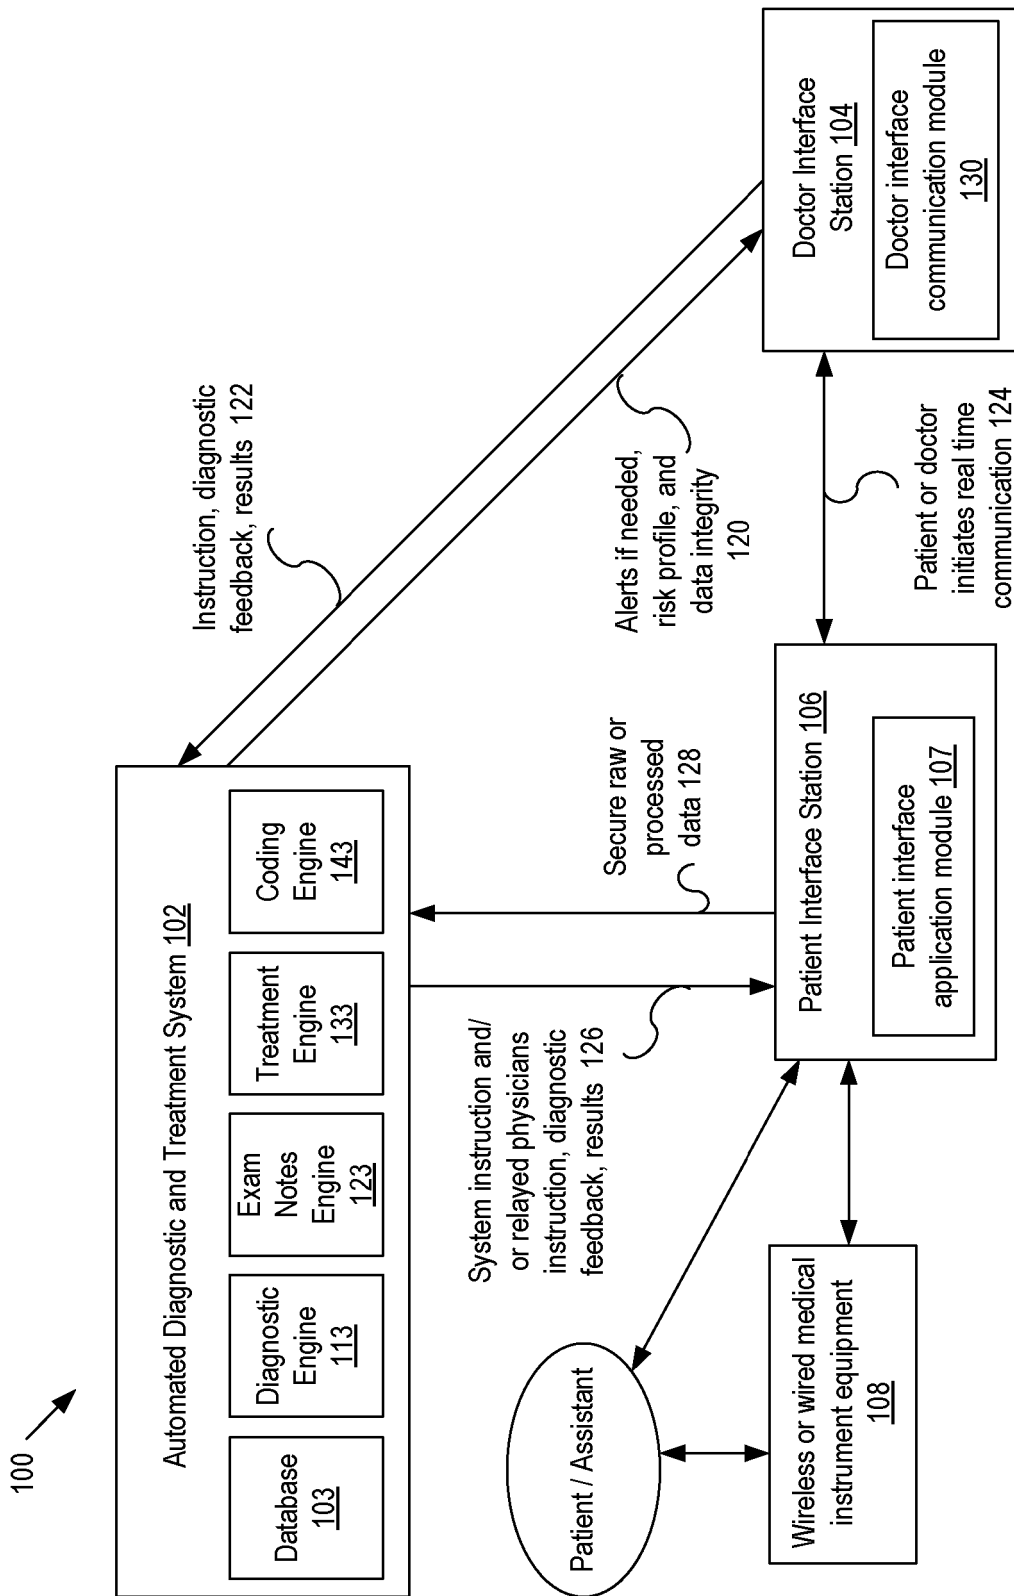 100
Automated Diagnostic and Treatment System 102
Database
103
Diagnostic
Engine
113
Exam
Notes
Engine
123
Treatment
Engine
133
Coding
Engine
143
Instruction, diagnostic
feedback, results 122
Alerts if needed,
risk profile, and
data integrity
120
System instruction and/
or relayed physicians
instruction, diagnostic
feedback, results 126
Secure raw or
processed
data 128
Patient / Assistant
Wireless or wired medical
instrument equipment
108
Patient Interface Station 106
Patient interface
application module 107
Patient or doctor
initiates real time
communication 124
Doctor Interface
Station 104
Doctor interface
communication module
130